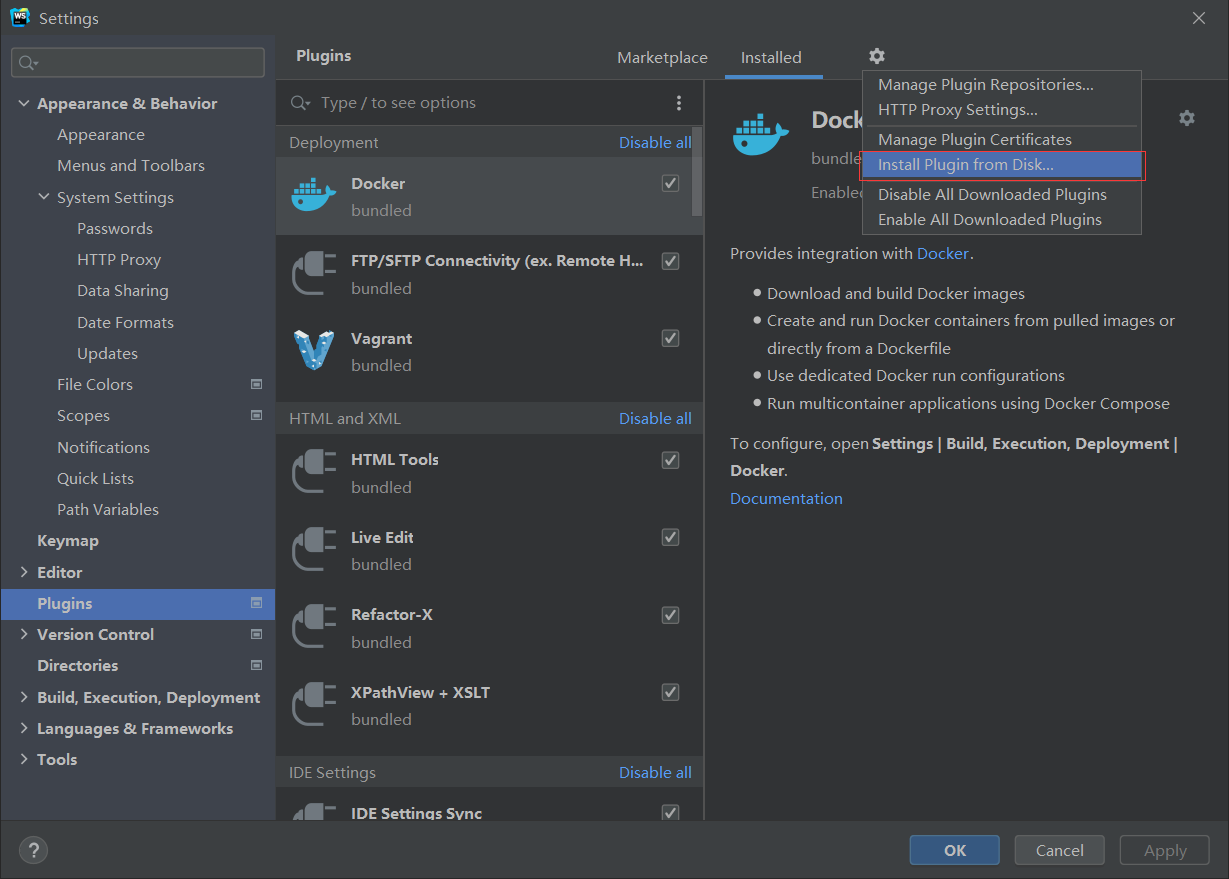 WS
Settings
Plugins
Marketplace
Installed
Appearance & Behavior
Appearance
Menus and Toolbars
System Settings
Passwords
HTTP Proxy
Data Sharing
Date Formats
Updates
File Colors
Scopes
Notifications
Quick Lists
Path Variables
Keymap
Editor
Plugins
Version Control
Directories
Build, Execution, Deployment
Languages & Frameworks
Tools
Type / to see options
Deployment
Disable all
Docker
bundled
FTP/SFTP Connectivity (ex. Remote H...
bundled
Vagrant
bundled
HTML and XML
Disable all
HTML Tools
bundled
Live Edit
bundled
Refactor-X
bundled
XPathView + XSLT
bundled
IDE Settings
Disable all
IDE Settings Sync
Manage Plugin Repositories...
HTTP Proxy Settings...
Manage Plugin Certificates
Install Plugin from Disk...
Disable All Downloaded Plugins
Enable All Downloaded Plugins
Dock
bundle
Enabled
Provides integration with Docker.
Download and build Docker images
Create and run Docker containers from pulled images or
directly from a Dockerfile
Use dedicated Docker run configurations
Run multicontainer applications using Docker Compose
To configure, open Settings | Build, Execution, Deployment |
Docker.
Documentation
?
OK
Cancel
Apply